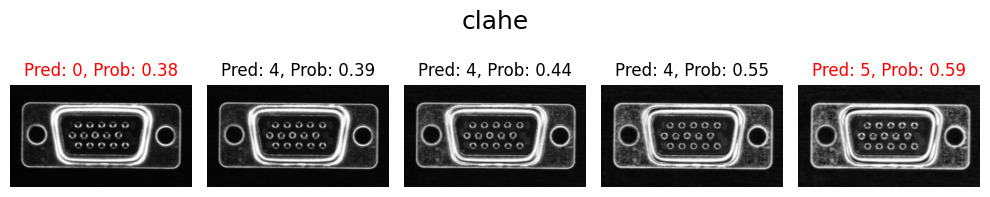 clahe
Pred: 0, Prob: 0.38
Pred: 4, Prob: 0.39
Pred: 4, Prob: 0.44
Pred: 4, Prob: 0.55
Pred: 5, Prob: 0.59